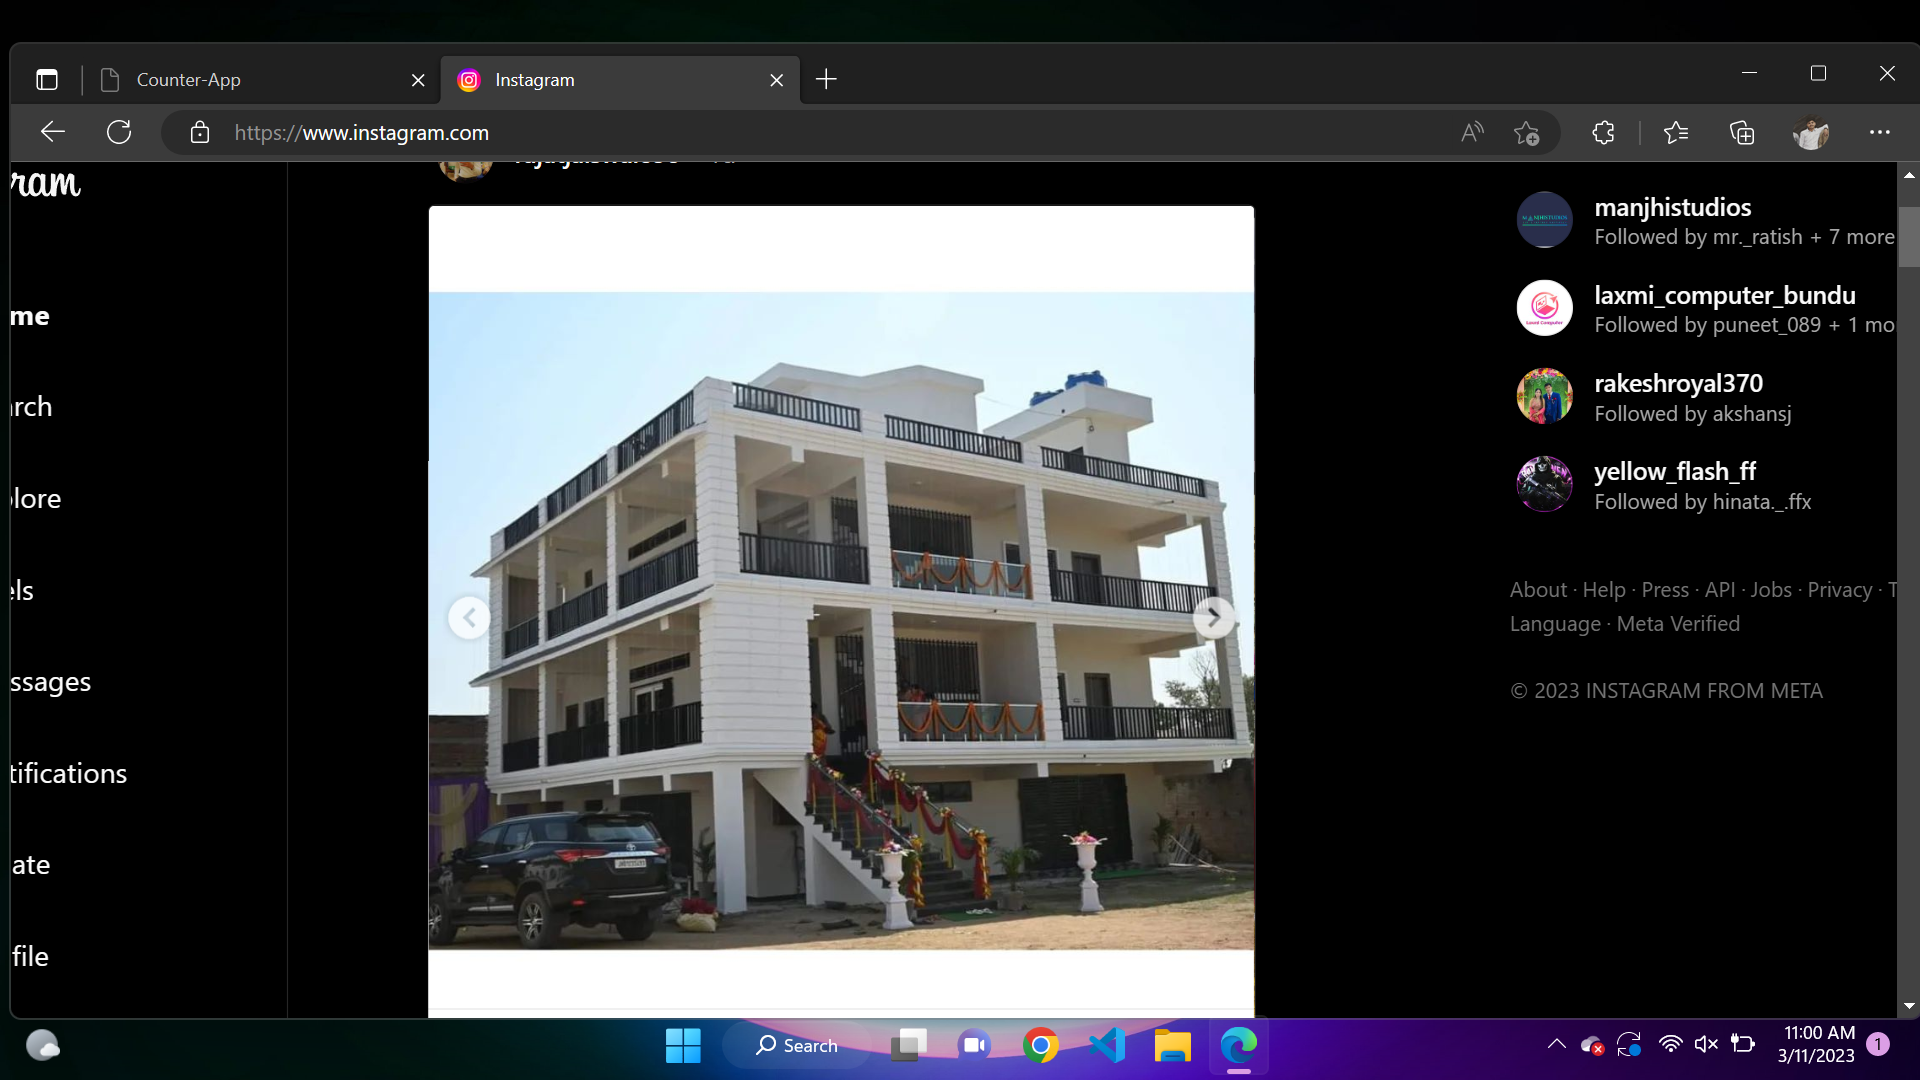 Counter-App
Instagram
https://www.instagram.com
ram
me
rch
lore
els
ssages
tifications
ate
file
manjhistudios
Followed by mr._ratish + 7 more
laxmi_computer_bundu
Followed by puneet_089 + 1 mo
rakeshroyal370
Followed by akshansj
yellow_flash_ff
Followed by hinata._.ffx
About · Help · Press · API · Jobs · Privacy · T
Language · Meta Verified
© 2023 INSTAGRAM FROM META
Search
11:00 AM
3/11/2023
1